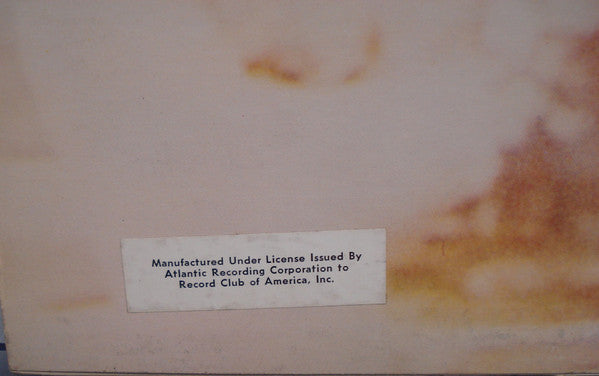 Manufactured Under License Issued By
Atlantic Recording Corporation to
Record Club of America, Inc.